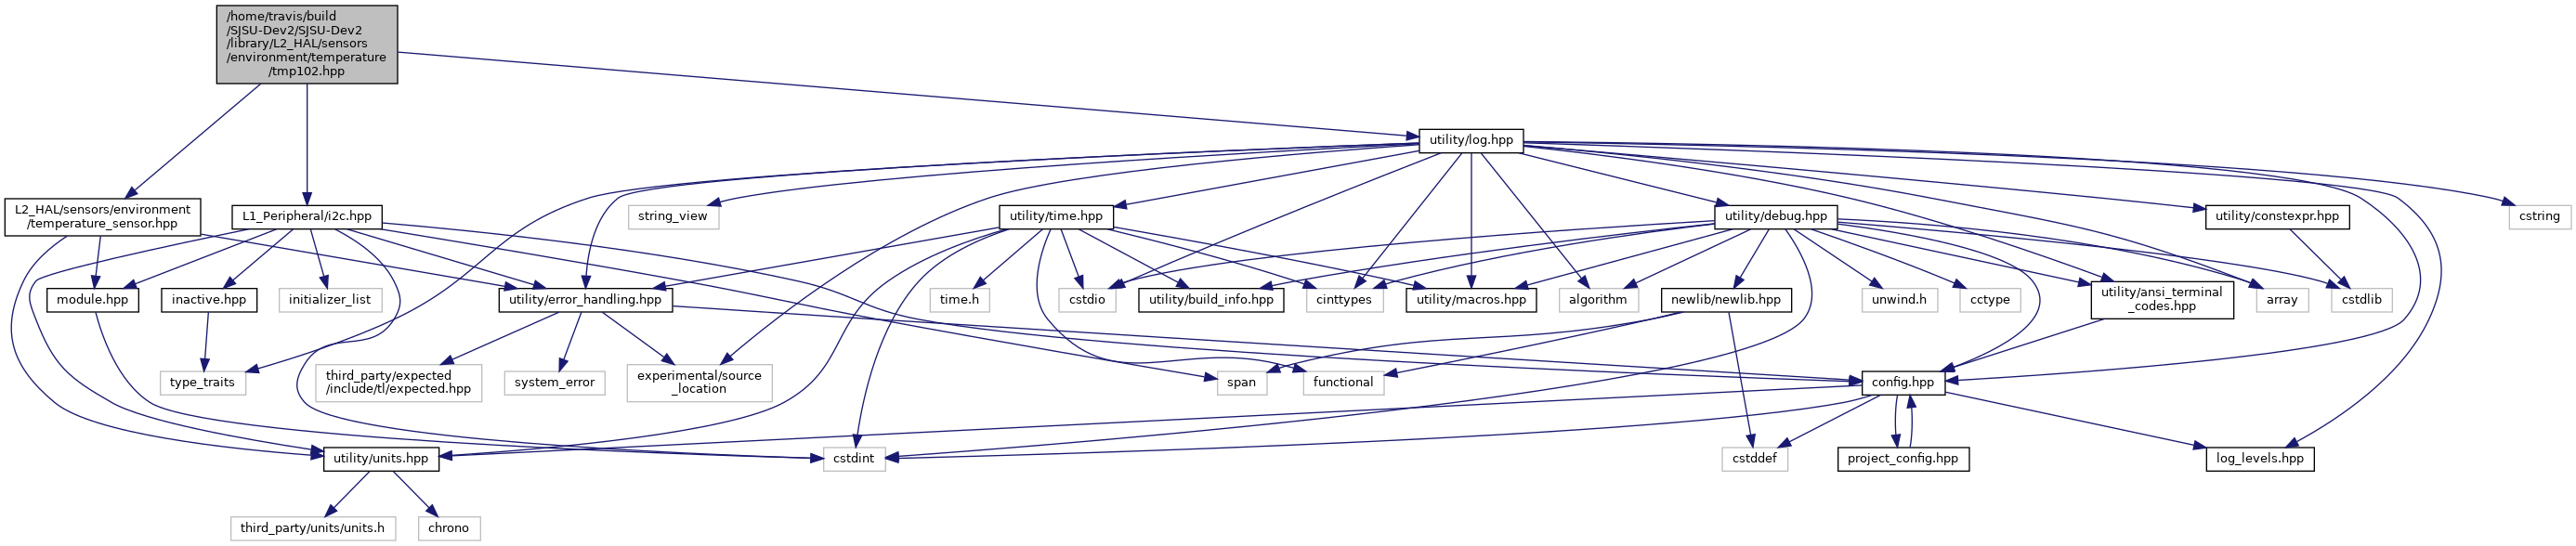 /home/travis/build
/SJSU-Dev2/SJSU-Dev2
/library/L2_HAL/sensors
/environment/temperature
/tmp102.hpp
utility/log.hpp
L2_HAL/sensors/environment
/temperature_sensor.hpp
L1_Peripheral/i2c.hpp
string_view
utility/time.hpp
utility/debug.hpp
utility/constexpr.hpp
cstring
module.hpp
inactive.hpp
initializer_list
utility/error_handling.hpp
time.h
cstdio
utility/build_info.hpp
cinttypes
utility/macros.hpp
algorithm
newlib/newlib.hpp
unwind.h
cctype
utility/ansi_terminal
_codes.hpp
array
cstdlib
type_traits
third_party/expected
/include/tl/expected.hpp
system_error
experimental/source
_location
span
functional
config.hpp
utility/units.hpp
cstdint
cstddef
project_config.hpp
log_levels.hpp
third_party/units/units.h
chrono